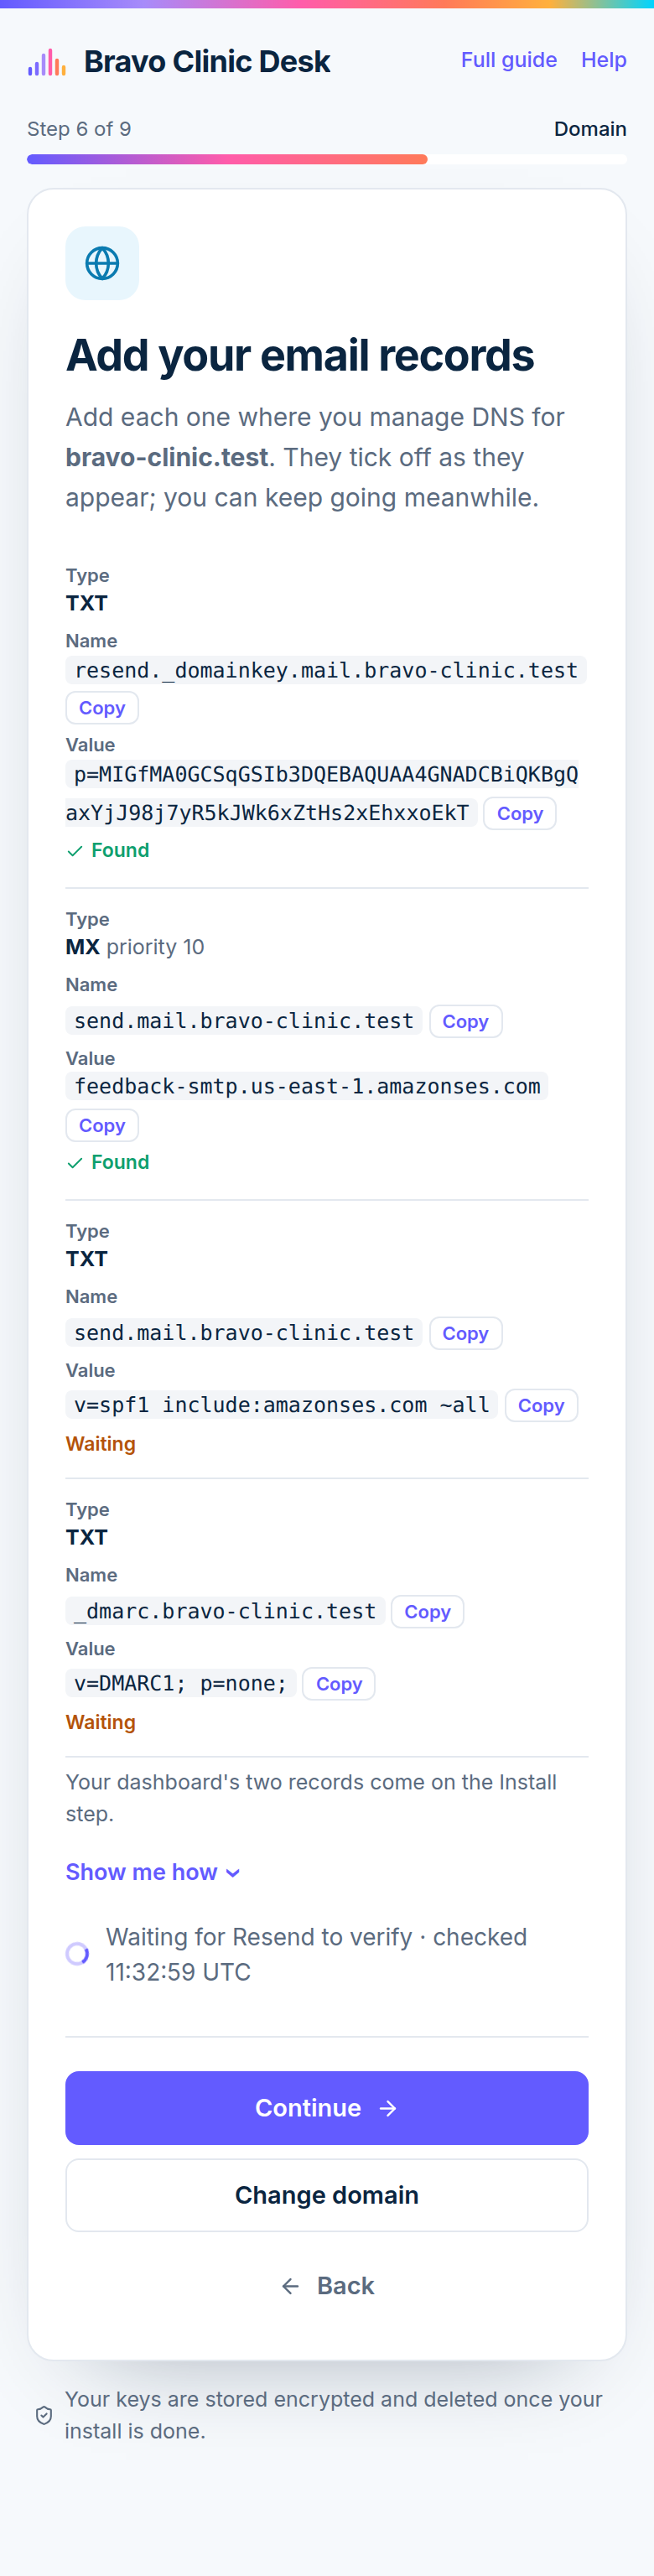 Bravo Clinic Desk
Full guide Help
Step 6 of 9
Domain
Add your email records
Add each one where you manage DNS for
bravo-clinic.test. They tick off as they
appear; you can keep going meanwhile.
Type
TXT
Name
resend._domainkey.mail.bravo-clinic.test
Copy
Value
p=MIGfMA0GCSqGSIb3DQEBAQUAA4GNADCBiQKBgQ
axYjJ98j7yR5kJWk6xZtHs2xEhxxoEkT Copy
Found
Type
MX priority 10
Name
send.mail.bravo-clinic.test Copy
Value
feedback-smtp.us-east-1.amazonses.com
Copy
Found
Type
TXT
Name
send.mail.bravo-clinic.test Copy
Value
v=spf1 include:amazonses.com ~all Copy
Waiting
Type
TXT
Name
_dmarc.bravo-clinic.test Copy
Value
v=DMARC1; p=none; Copy
Waiting
Your dashboard's two records come on the Install
step.
Show me how
Waiting for Resend to verify · checked
11:32:59 UTC
Continue
Change domain
Back
Your keys are stored encrypted and deleted once your
install is done.